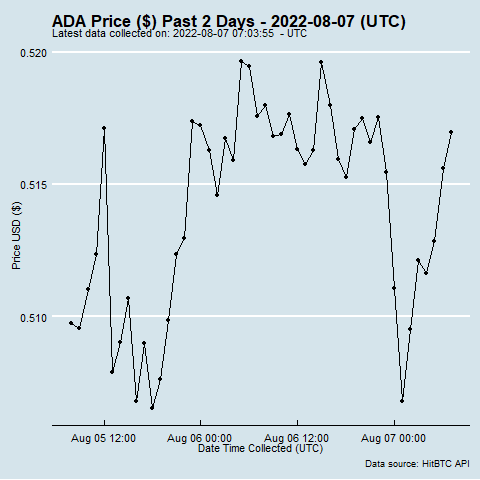 ADA Price ($) Past 2 Days - 2022-08-07 (UTC)
Latest data collected on: 2022-08-07 07:03:55  - UTC
0.520
0.515
0.510
Price USD ($)
Aug 05 12:00 Aug 06 00:00 Aug 06 12:00 Aug 07 00:00
Date Time Collected (UTC)
Data source: HitBTC API